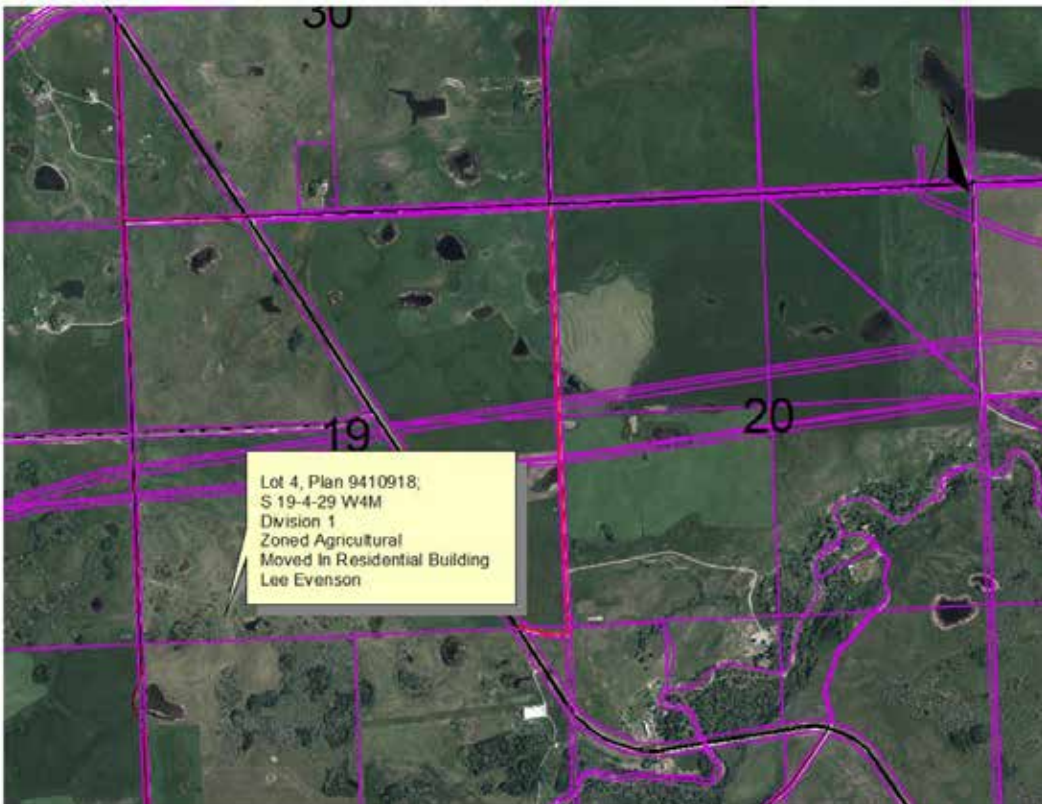 30
19
20
Lot 4, Plan 9410918;
S 19-4-29 W4M
Division 1
Zoned Agricultural
Moved In Residential Building
Lee Evenson